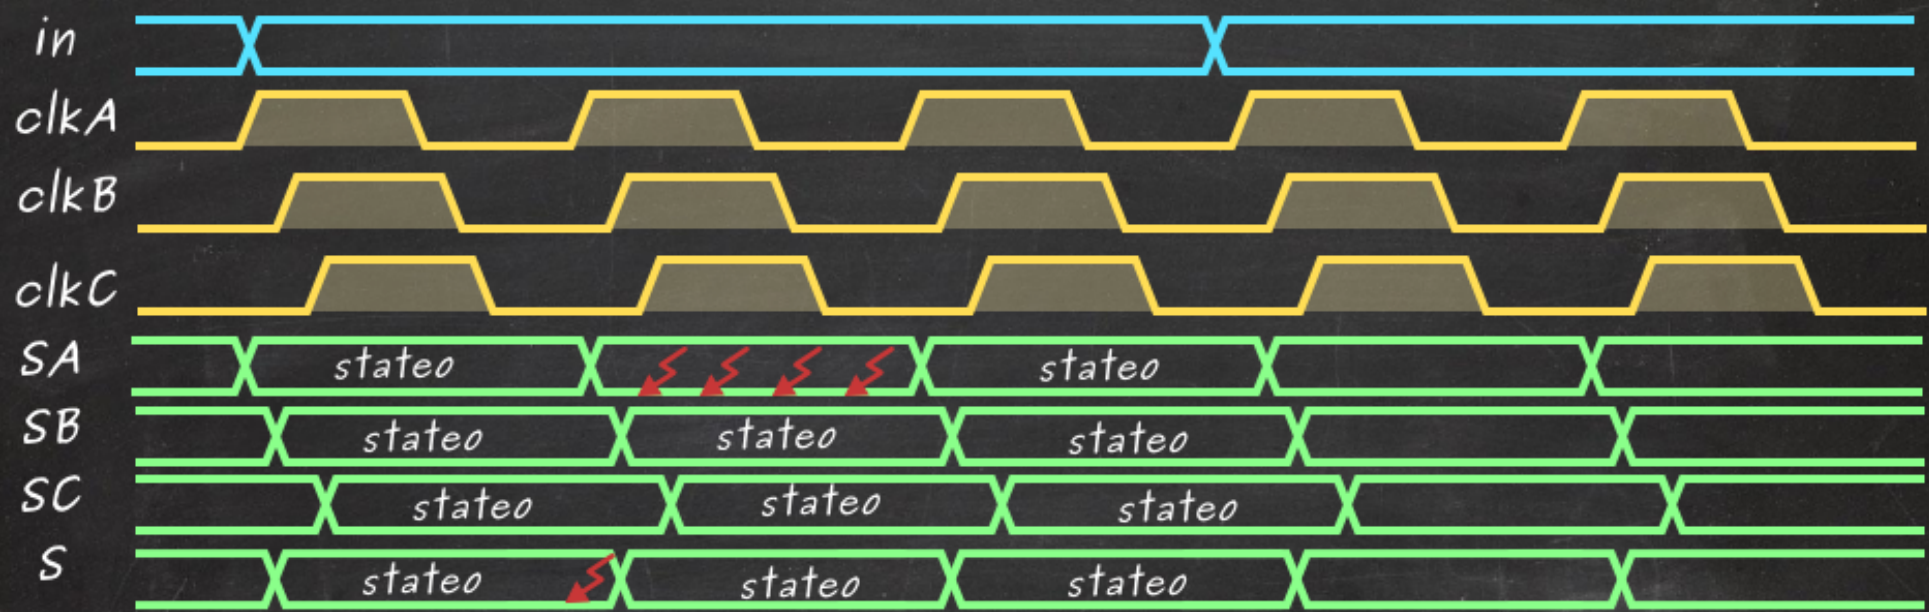 in
clkA
clkB
clkC
SA stateo stateo
SB stateo stateo stateo
SC stateo stateo stateo
S stateo stateo stateo